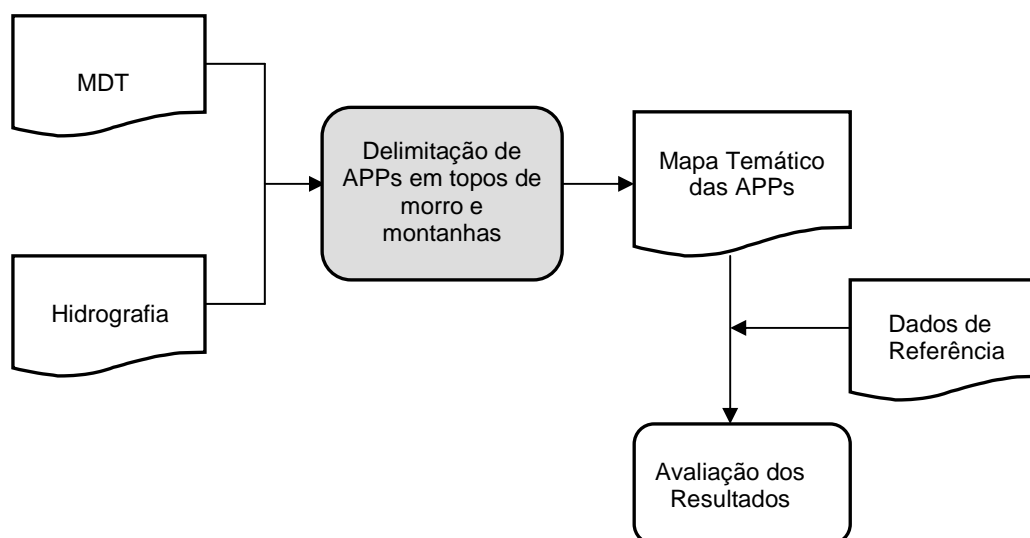 MDT
Hidrografia
Delimitação de
APPs em topos de
morro e
montanhas
Mapa Temático
das APPs
Dados de
Referência
Avaliação dos
Resultados